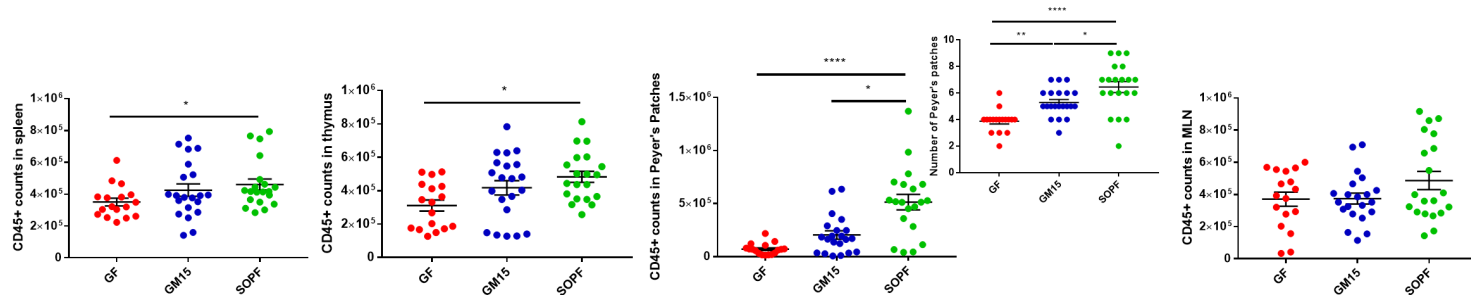 CD45+ counts in spleen
1×10⁶
8×10⁵
6×10⁵
4×10⁵
2×10⁵
0
*
GF
GM15
SOPF
CD45+ counts in thymus
1×10⁶
8×10⁵
6×10⁵
4×10⁵
2×10⁵
0
*
GF
GM15
SOPF
CD45+ counts in Peyer's Patches
1.5×10⁶
1×10⁶
5×10⁵
0
****
*
GF
GM15
SOPF
Number of Peyer's patches
10
8
6
4
2
0
****
**
*
GF
GM15
SOPF
CD45+ counts in MLN
1×10⁶
8×10⁵
6×10⁵
4×10⁵
2×10⁵
0
GF
GM15
SOPF